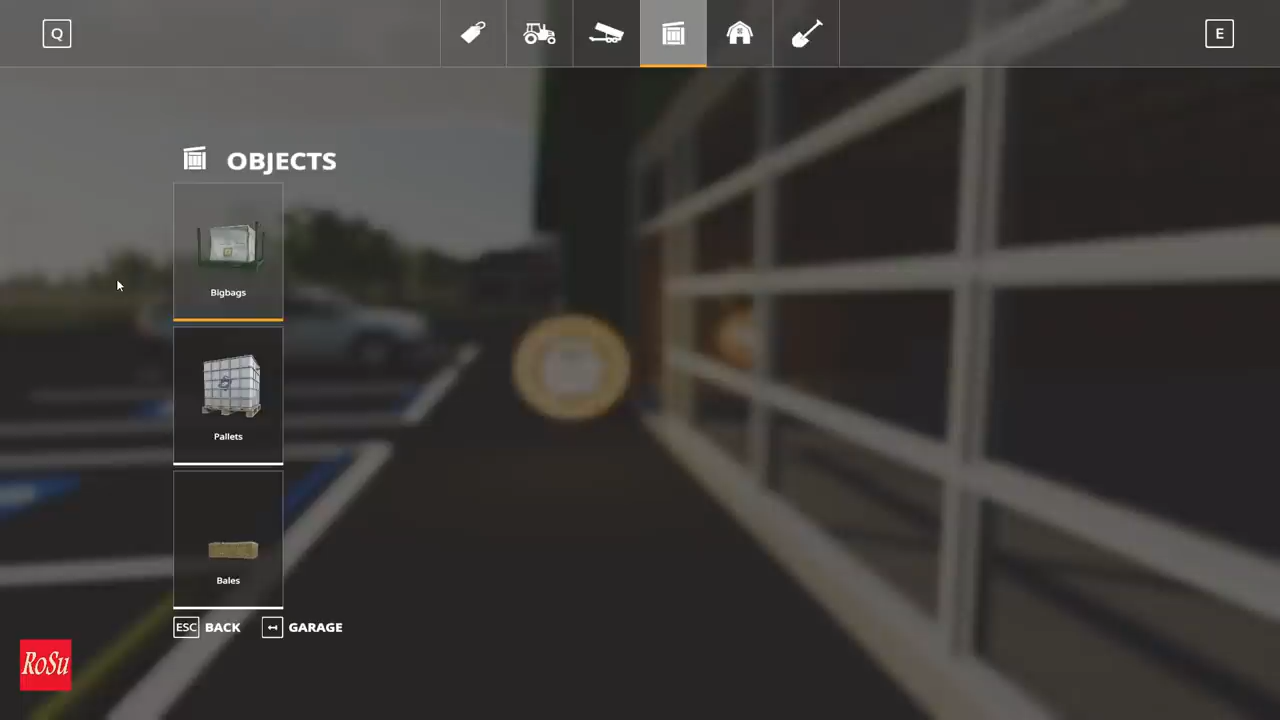 Q
E
OBJECTS
Bigbags
Pallets
Bales
ESC BACK
GARAGE
RoSu